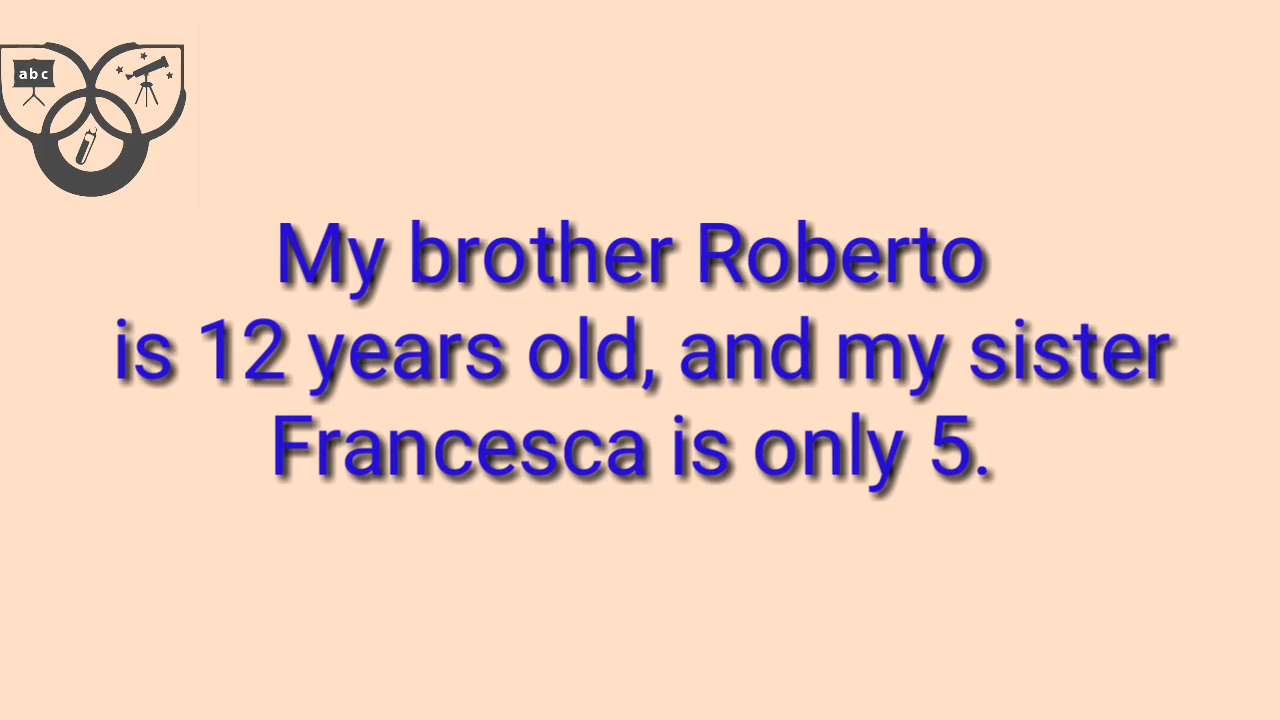 abc
My brother Roberto
is 12 years old, and my sister
Francesca is only 5.